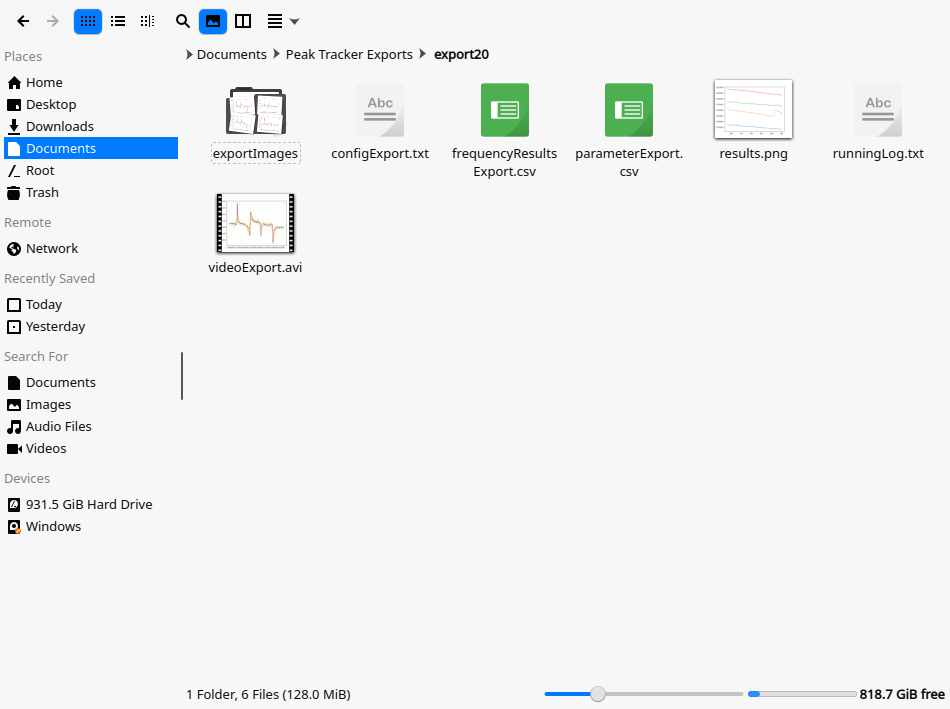 Places
Home
Desktop
Downloads
Documents
Root
Trash
Remote
Network
Recently Saved
Today
Yesterday
Search For
Documents
Images
Audio Files
Videos
Devices
931.5 GiB Hard Drive
Windows
Documents Peak Tracker Exports export20
exportImages
Abc
configExport.txt
frequencyResults
Export.csv
parameterExport.
csv
results.png
Abc
runningLog.txt
videoExport.avi
1 Folder, 6 Files (128.0 MiB)
818.7 GiB free